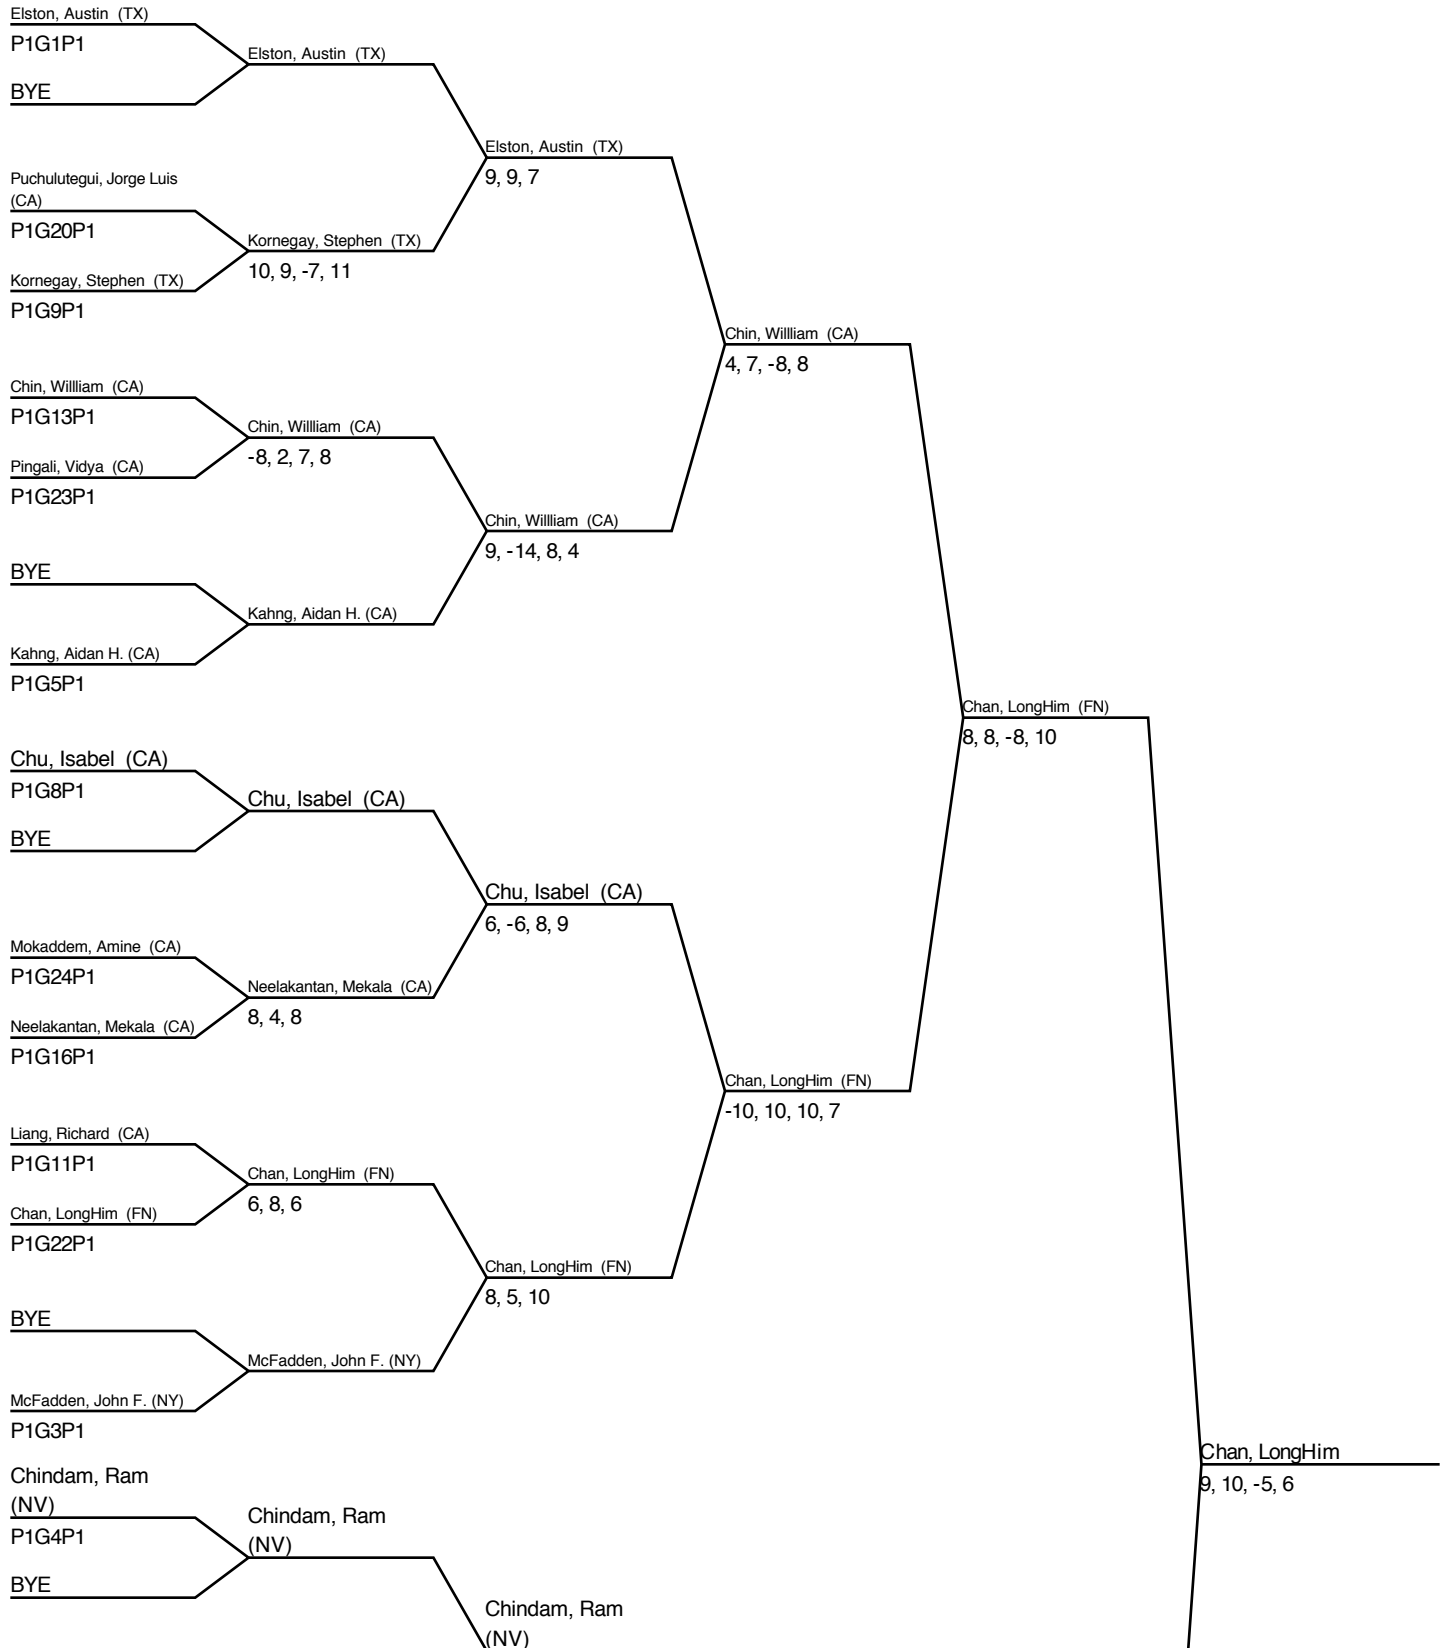 Elston, Austin (TX)
P1G1P1
Elston, Austin (TX)
BYE
Elston, Austin (TX)
9, 9, 7
Puchulutegui, Jorge Luis
(CA)
P1G20P1
Kornegay, Stephen (TX)
10, 9, -7, 11
Kornegay, Stephen (TX)
P1G9P1
Chin, Willliam (CA)
4, 7, -8, 8
Chin, Willliam (CA)
P1G13P1
Chin, Willliam (CA)
-8, 2, 7, 8
Pingali, Vidya (CA)
P1G23P1
Chin, Willliam (CA)
9, -14, 8, 4
BYE
Kahng, Aidan H. (CA)
Kahng, Aidan H. (CA)
P1G5P1
Chan, LongHim (FN)
8, 8, -8, 10
Chu, Isabel (CA)
P1G8P1
Chu, Isabel (CA)
BYE
Chu, Isabel (CA)
6, -6, 8, 9
Mokaddem, Amine (CA)
P1G24P1
Neelakantan, Mekala (CA)
8, 4, 8
Neelakantan, Mekala (CA)
P1G16P1
Chan, LongHim (FN)
-10, 10, 10, 7
Liang, Richard (CA)
P1G11P1
Chan, LongHim (FN)
6, 8, 6
Chan, LongHim (FN)
P1G22P1
Chan, LongHim (FN)
8, 5, 10
BYE
McFadden, John F. (NY)
McFadden, John F. (NY)
P1G3P1
Chan, LongHim
9, 10, -5, 6
Chindam, Ram
(NV)
P1G4P1
Chindam, Ram
(NV)
BYE
Chindam, Ram
(NV)